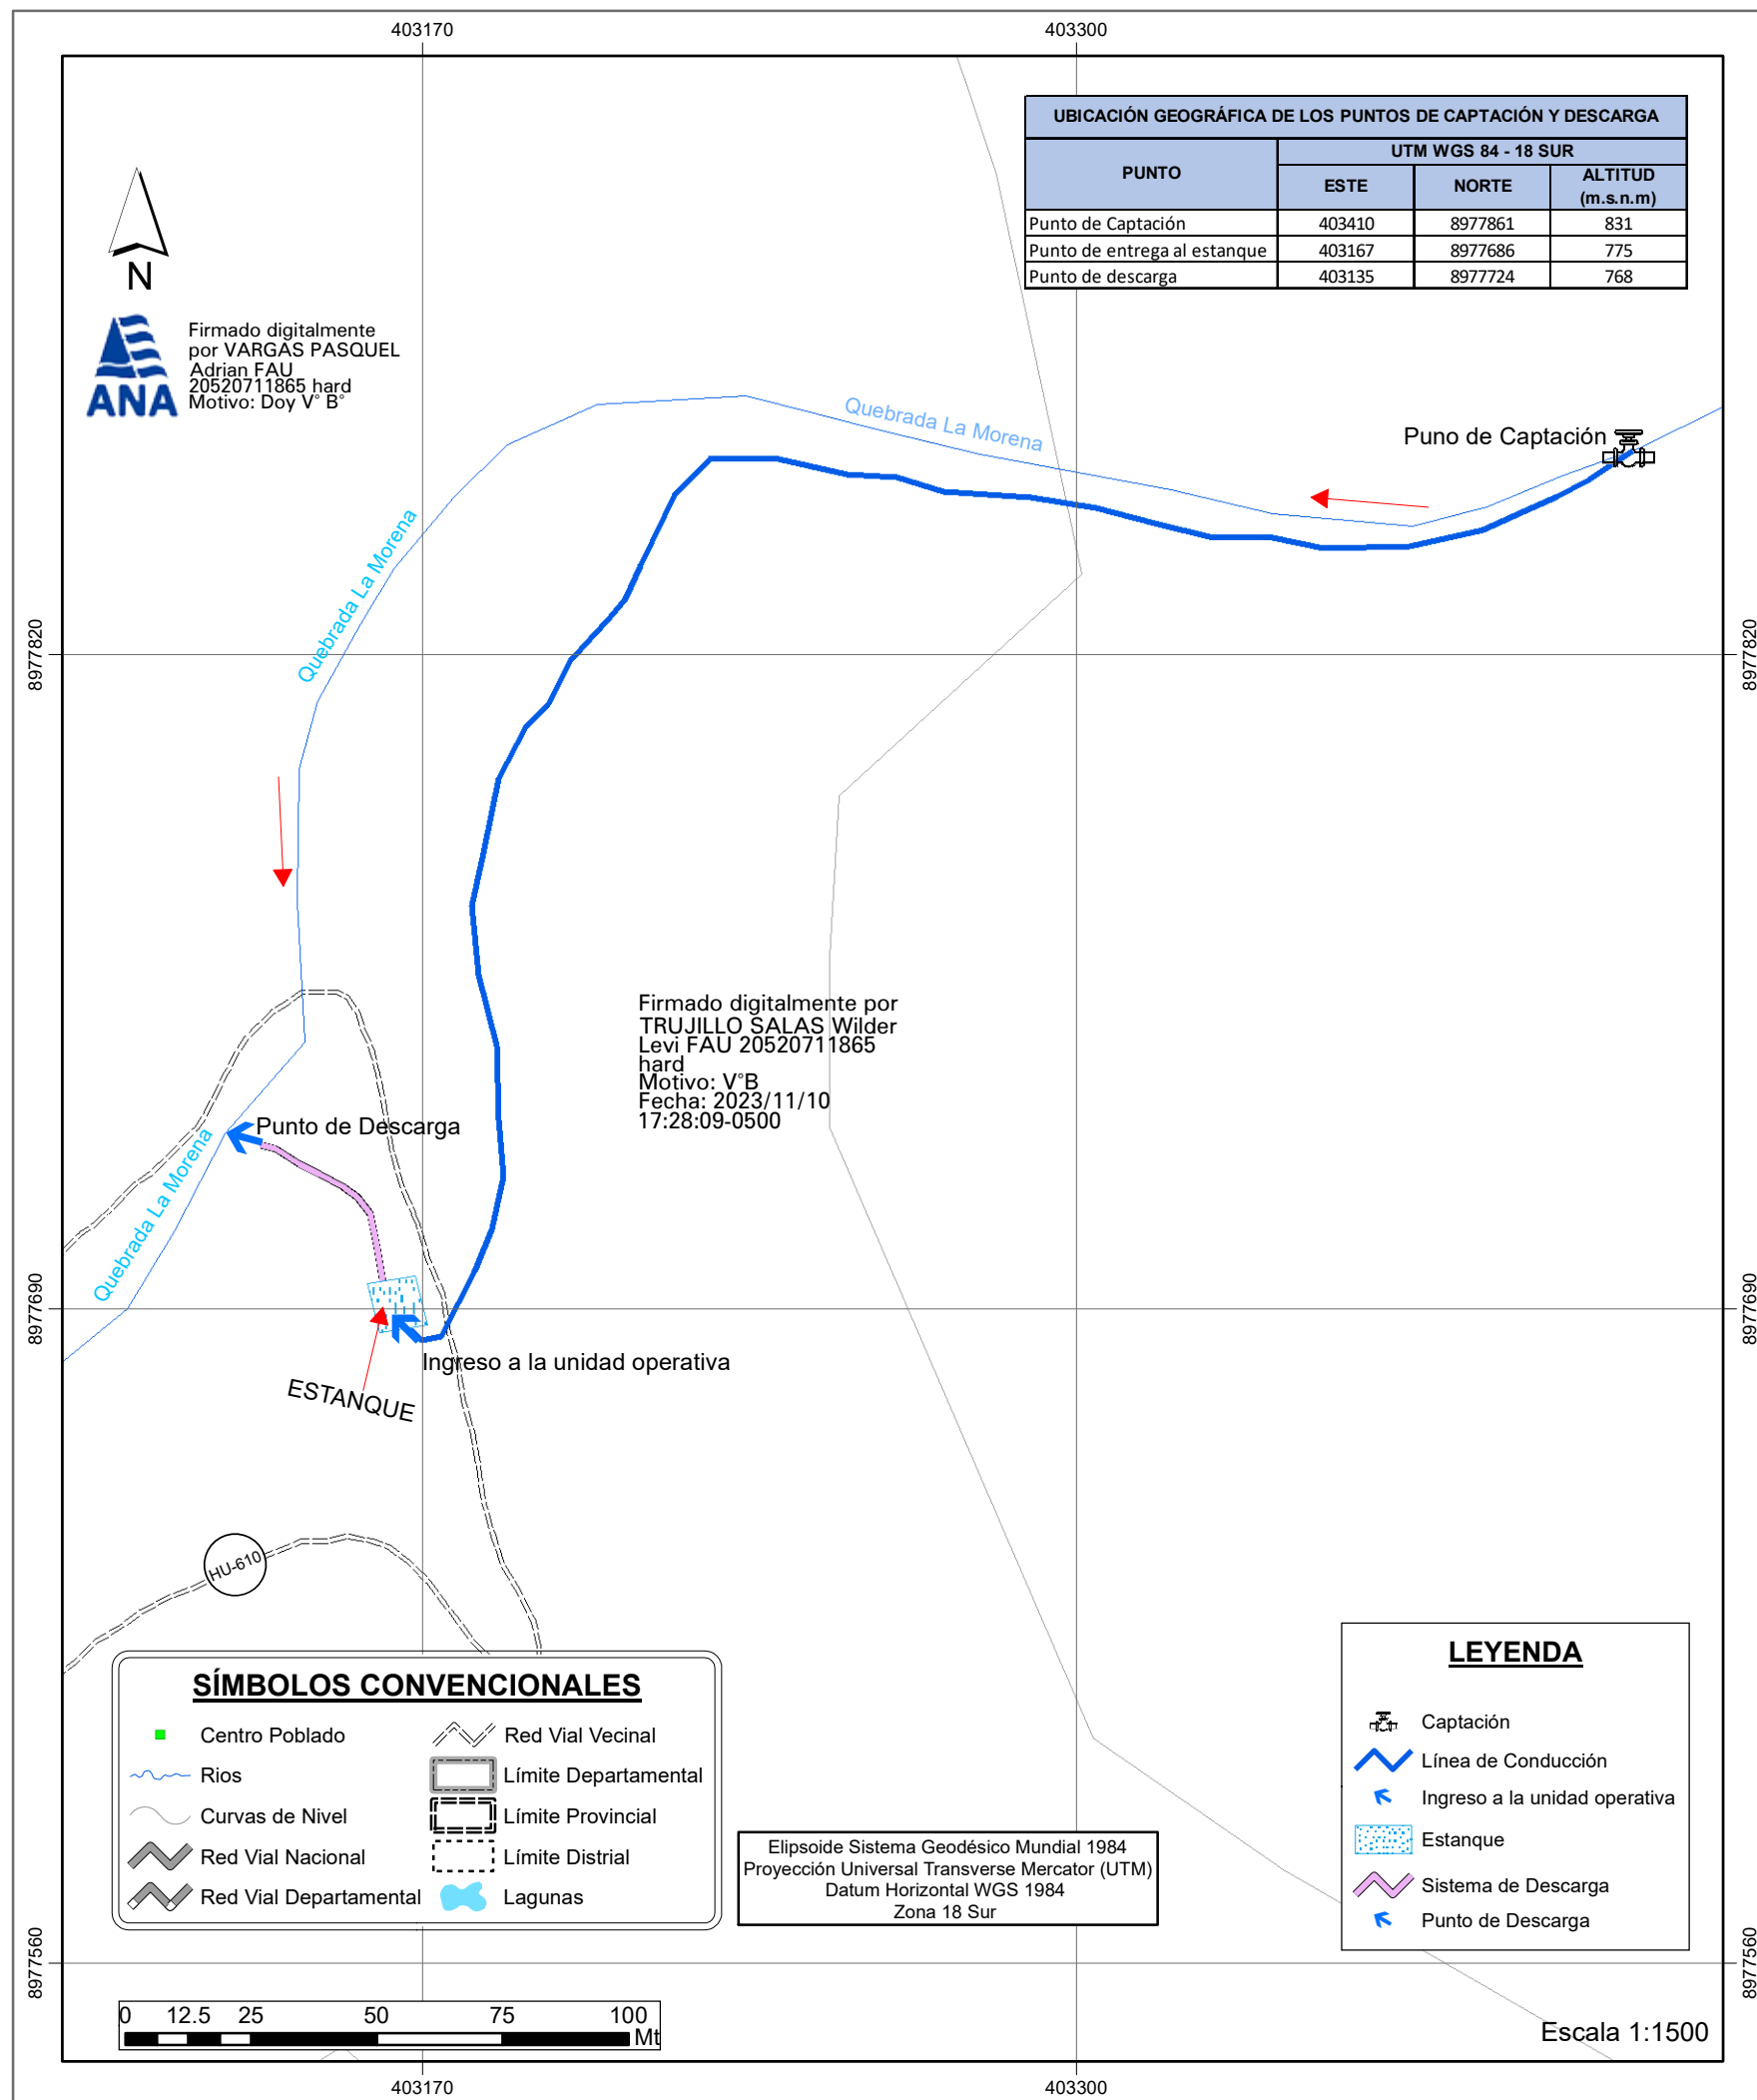 403170
403300
UBICACIÓN GEOGRÁFICA DE LOS PUNTOS DE CAPTACIÓN Y DESCARGA
PUNTO
UTM WGS 84 - 18 SUR
ESTE
NORTE
ALTITUD
(m.s.n.m)
Punto de Captación 403410 8977861 831
Punto de entrega al estanque 403167 8977686 775
Punto de descarga 403135 8977724 768
N
ANA
Firmado digitalmente
por VARGAS PASQUEL
Adrian FAU
20520711865 hard
Motivo: Doy V° B°
Quebrada La Morena
Puno de Captación
Quebrada La Morena
8977820
8977820
Firmado digitalmente por
TRUJILLO SALAS Wilder
Levi FAU 20520711865
hard
Motivo: V°B
Fecha: 2023/11/10
17:28:09-0500
Punto de Descarga
Quebrada La Morena
8977690
8977690
Ingreso a la unidad operativa
ESTANQUE
HU-610
SÍMBOLOS CONVENCIONALES
Centro Poblado
Rios
Curvas de Nivel
Red Vial Nacional
Red Vial Departamental
Red Vial Vecinal
Límite Departamental
Límite Provincial
Límite Distrial
Lagunas
Elipsoide Sistema Geodésico Mundial 1984
Proyección Universal Transverse Mercator (UTM)
Datum Horizontal WGS 1984
Zona 18 Sur
LEYENDA
Captación
Línea de Conducción
Ingreso a la unidad operativa
Estanque
Sistema de Descarga
Punto de Descarga
8977560
8977560
0 12.5 25 50 75 100
Mt
Escala 1:1500
403170
403300